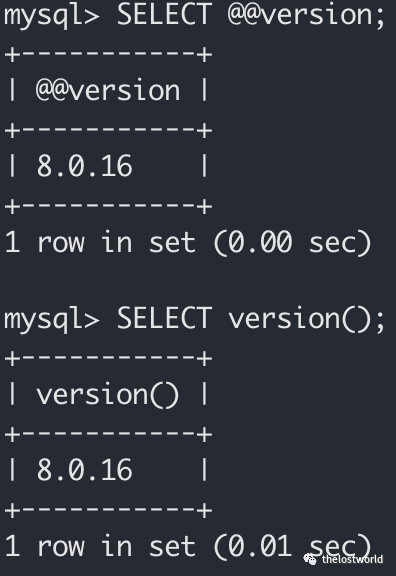 mysql> SELECT @@version;
+-----------+
| @@version |
+-----------+
| 8.0.16    |
+-----------+
1 row in set (0.00 sec)

mysql> SELECT version();
+-----------+
| version() |
+-----------+
| 8.0.16    |
+-----------+
1 row in set (0.01 sec)
thelostworld